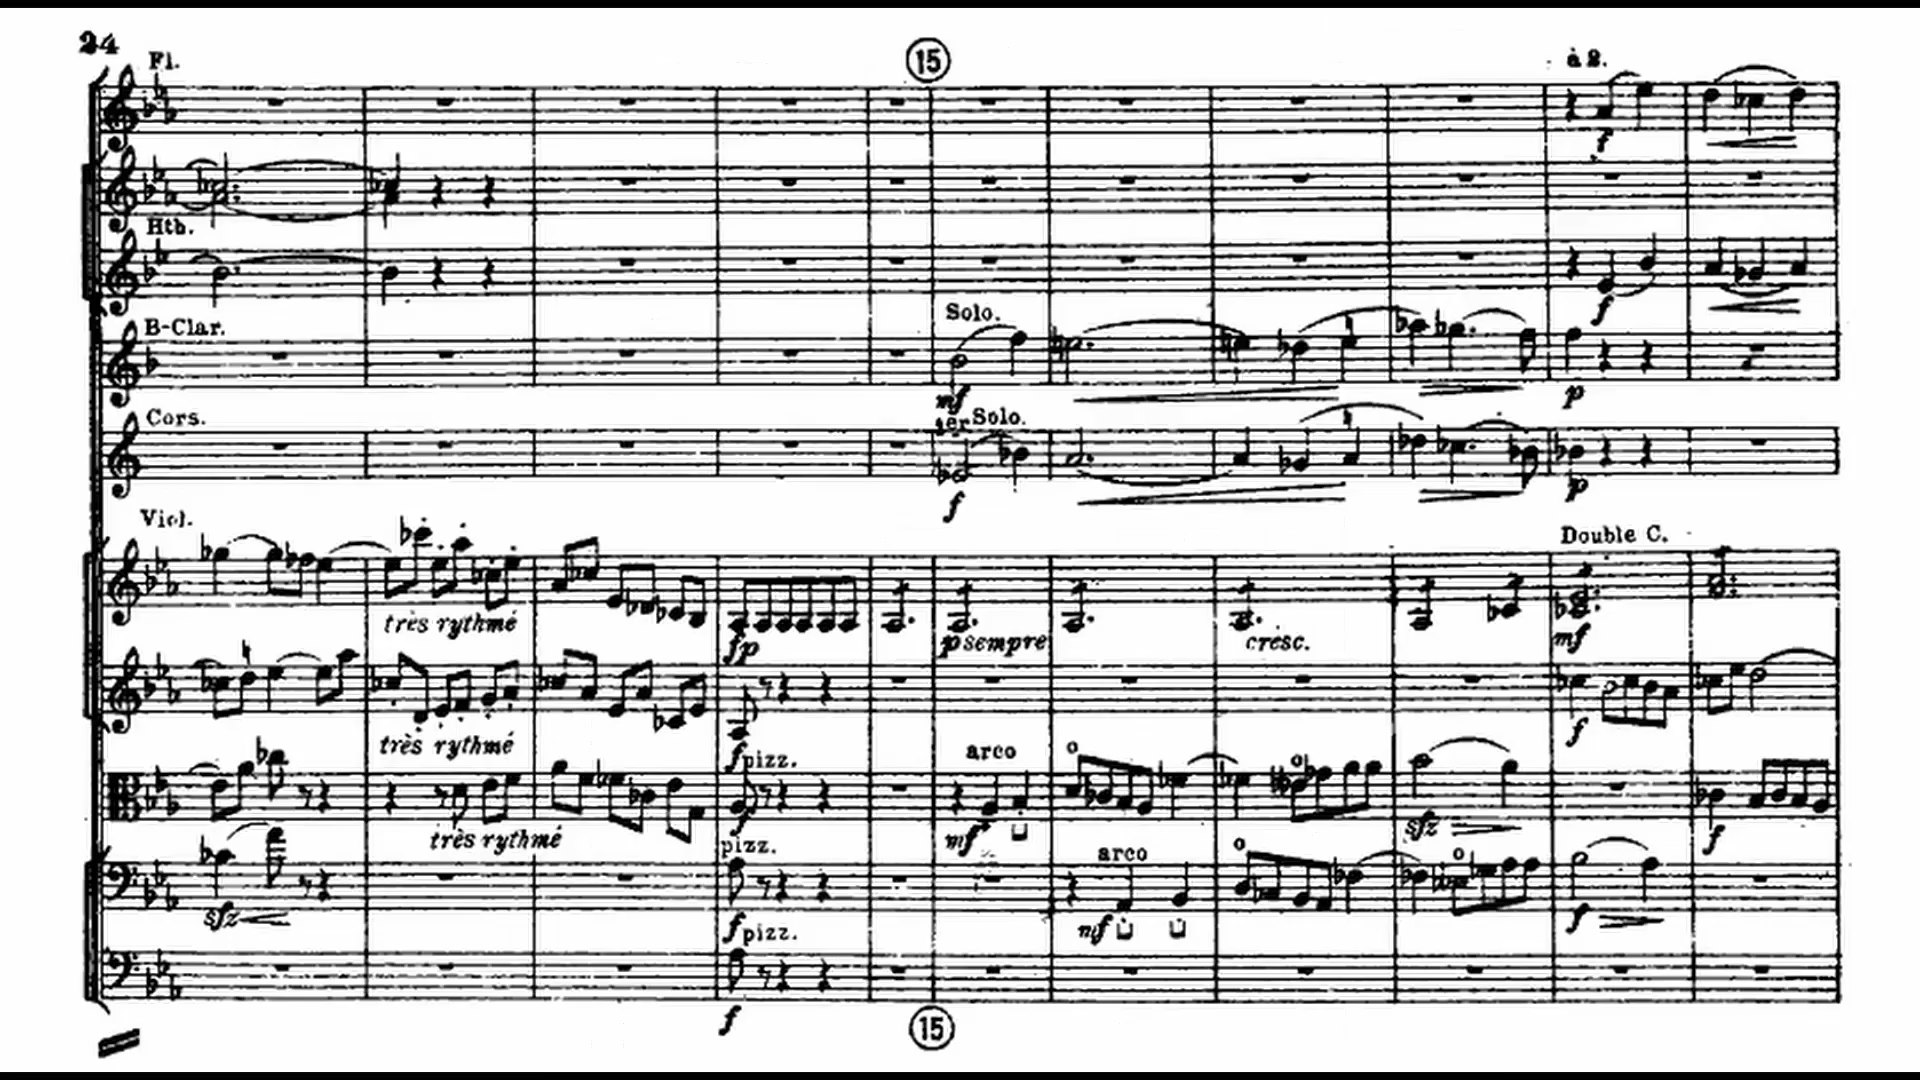 24
Fl.
15
à 2.
f
Htb.
f
B-Clar.
Solo.
mf
p
Cors.
1er Solo.
f
p
Viol.
Double C.
très rythmé
fp
p sempre
cresc.
mf
très rythmé
f
f
pizz.
arco
très rythmé
f
mf
sfz
f
pizz.
arco
sfz
f
mf
f
pizz.
f
15